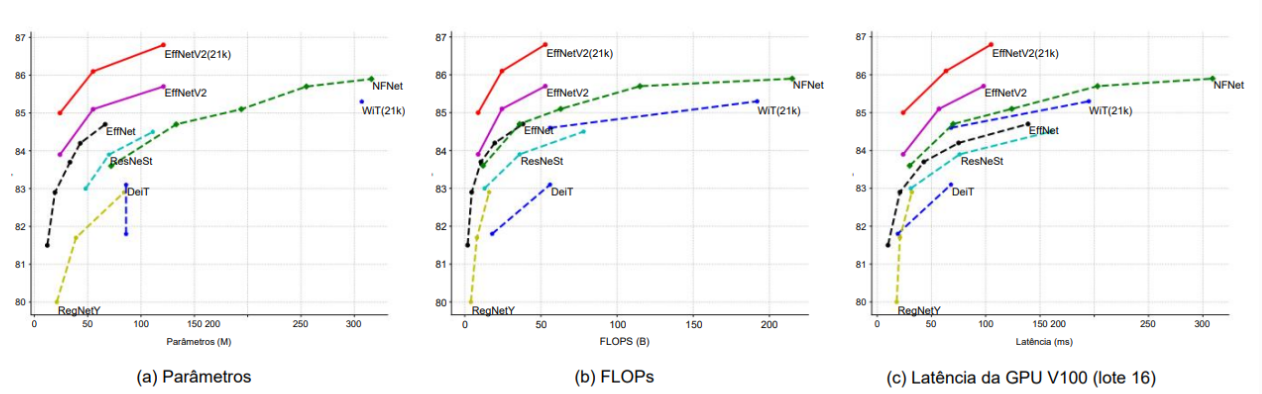 87
86
85
84
83
82
81
80
EffNetV2(21k)
EffNetV2
NFNet
WiT(21k)
EffNet
ResNeSt
DeiT
RegNetY
0 50 100 150 200 250 300
Parâmetros (M)
(a) Parâmetros
87
86
85
84
83
82
81
80
EffNetV2(21k)
EffNetV2
NFNet
WiT(21k)
EffNet
ResNeSt
DeiT
RegNetY
0 50 100 150 200
FLOPS (B)
(b) FLOPs
87
86
85
84
83
82
81
80
EffNetV2(21k)
EffNetV2
NFNet
WiT(21k)
EffNet
ResNeSt
DeiT
RegNetY
0 50 100 150 200 250 300
Latência (ms)
(c) Latência da GPU V100 (lote 16)